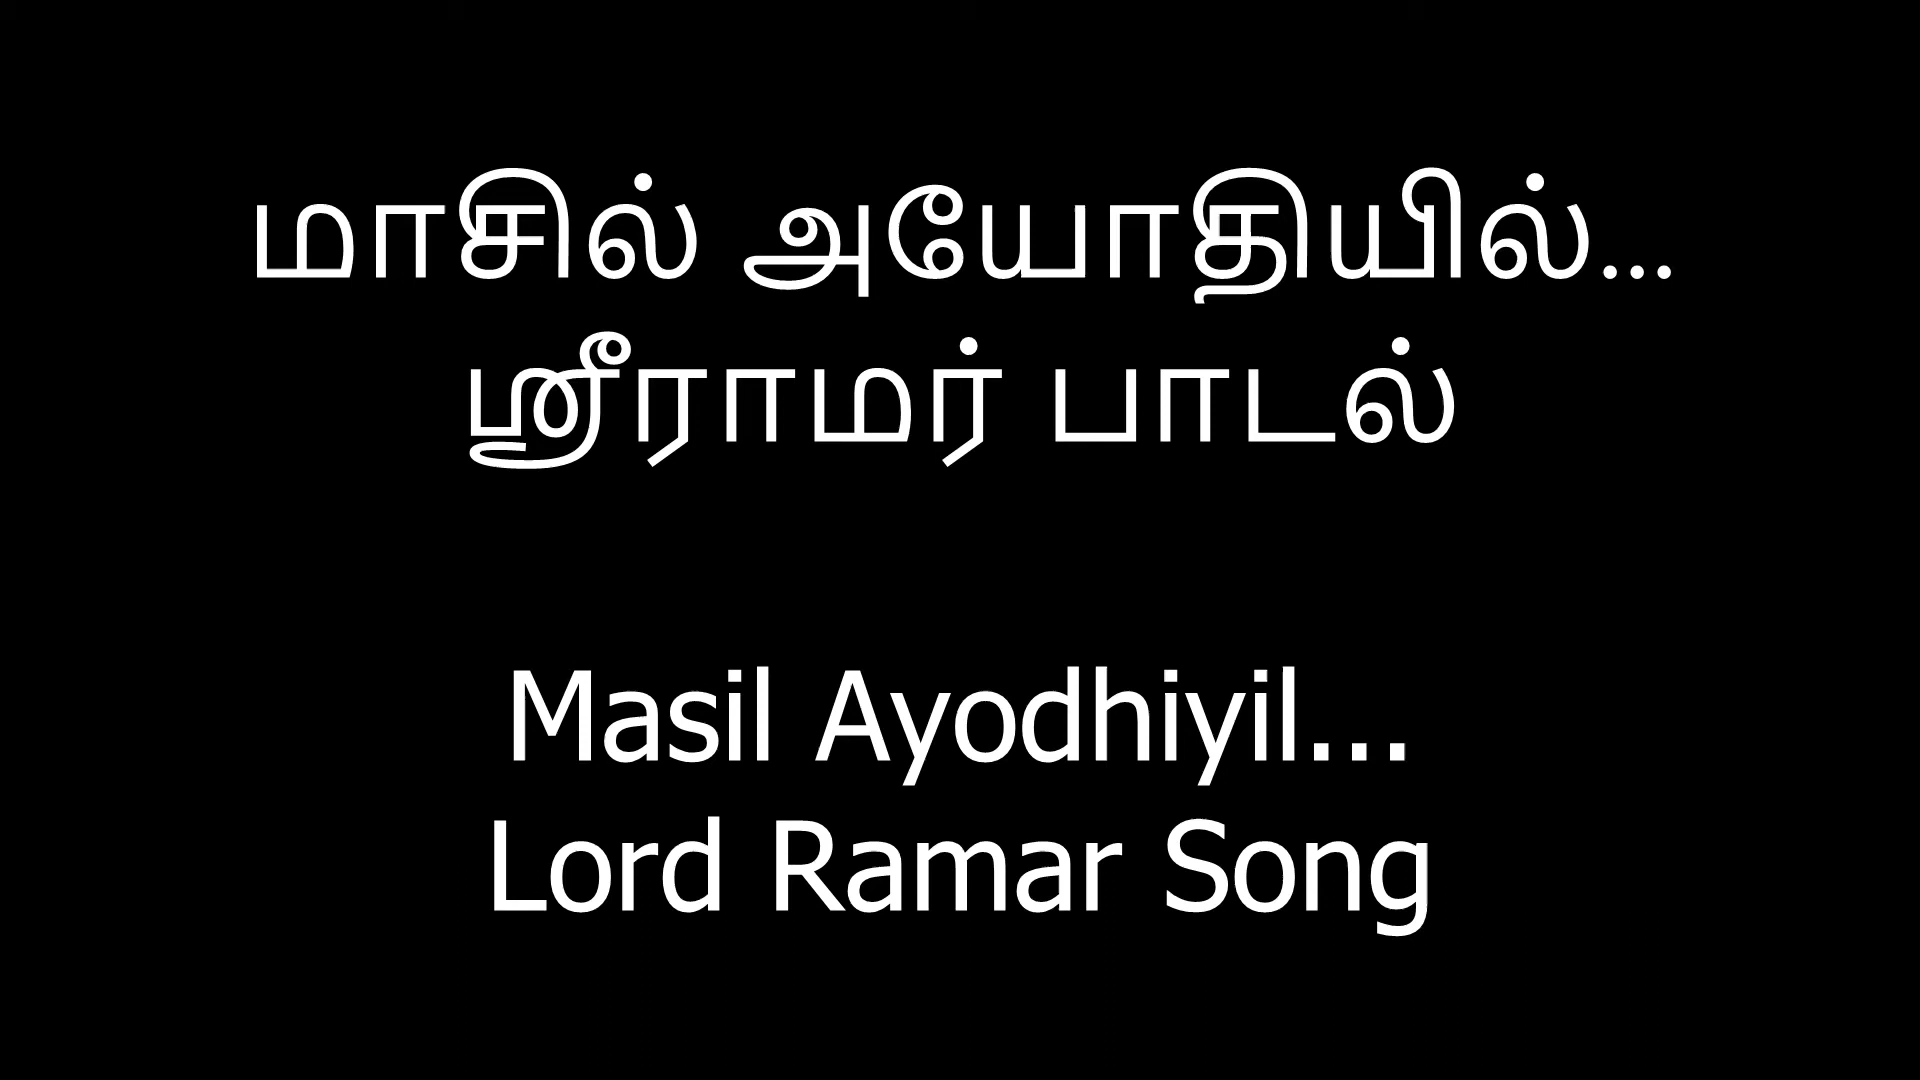 மாசில் அயோதியில்...
ஸ்ரீராமர் பாடல்
Masil Ayodhiyil...
Lord Ramar Song